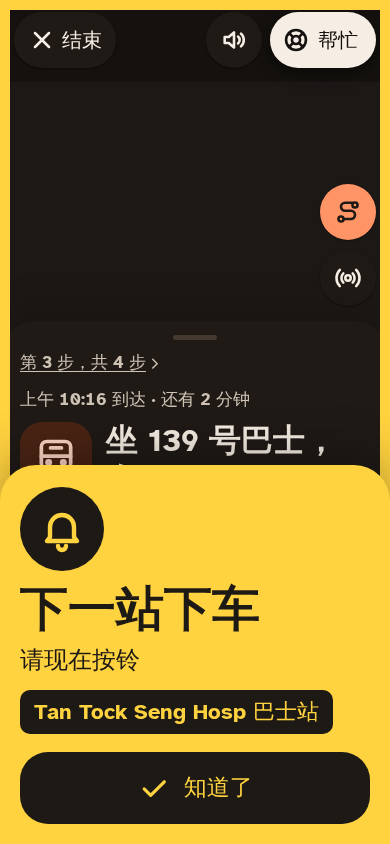 结束
帮忙
第 3 步，共 4 步
上午 10:16 到达 · 还有 2 分钟
坐 139 号巴士，
下一站下车
请现在按铃
Tan Tock Seng Hosp 巴士站
知道了